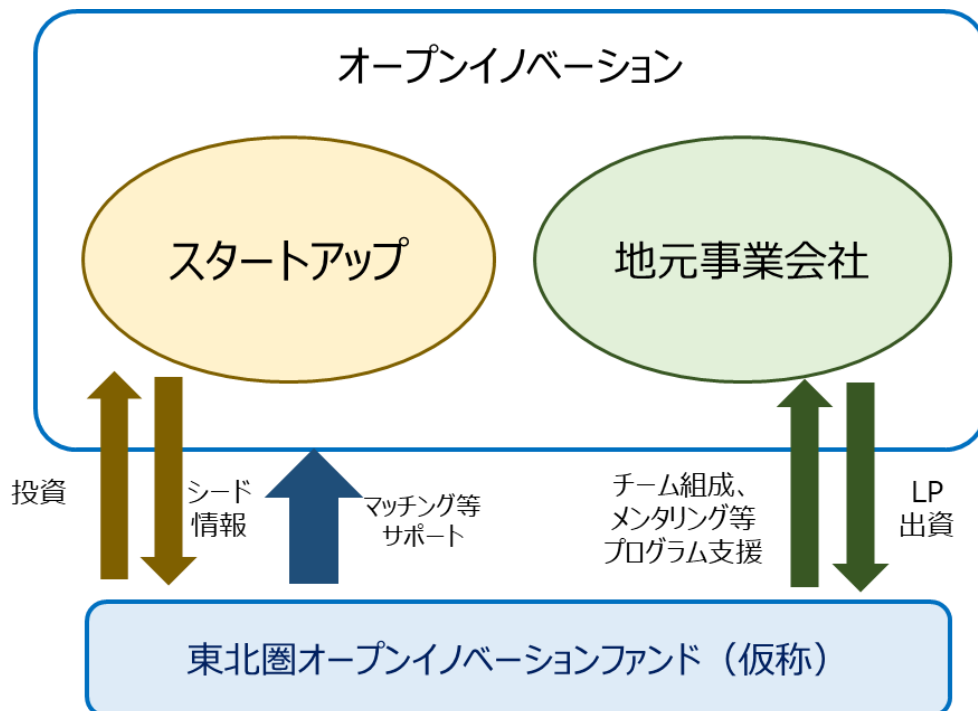 オープンイノベーション
スタートアップ
地元事業会社
投資
シード
情報
マッチング等
サポート
チーム組成、
メンタリング等
プログラム支援
LP
出資
東北圏オープンイノベーションファンド（仮称）